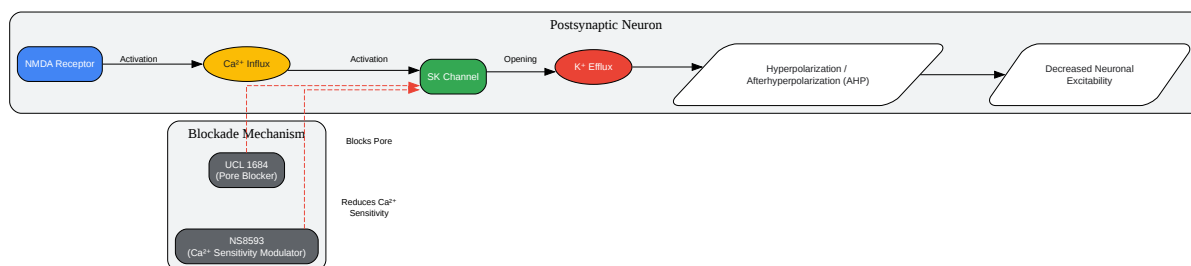 Postsynaptic Neuron
NMDA Receptor
Activation
Ca²⁺ Influx
Activation
SK Channel
Opening
K⁺ Efflux
Hyperpolarization /
Afterhyperpolarization (AHP)
Decreased Neuronal
Excitability
Blockade Mechanism
Blocks Pore
UCL 1684
(Pore Blocker)
Reduces Ca²⁺
Sensitivity
NS8593
(Ca²⁺ Sensitivity Modulator)